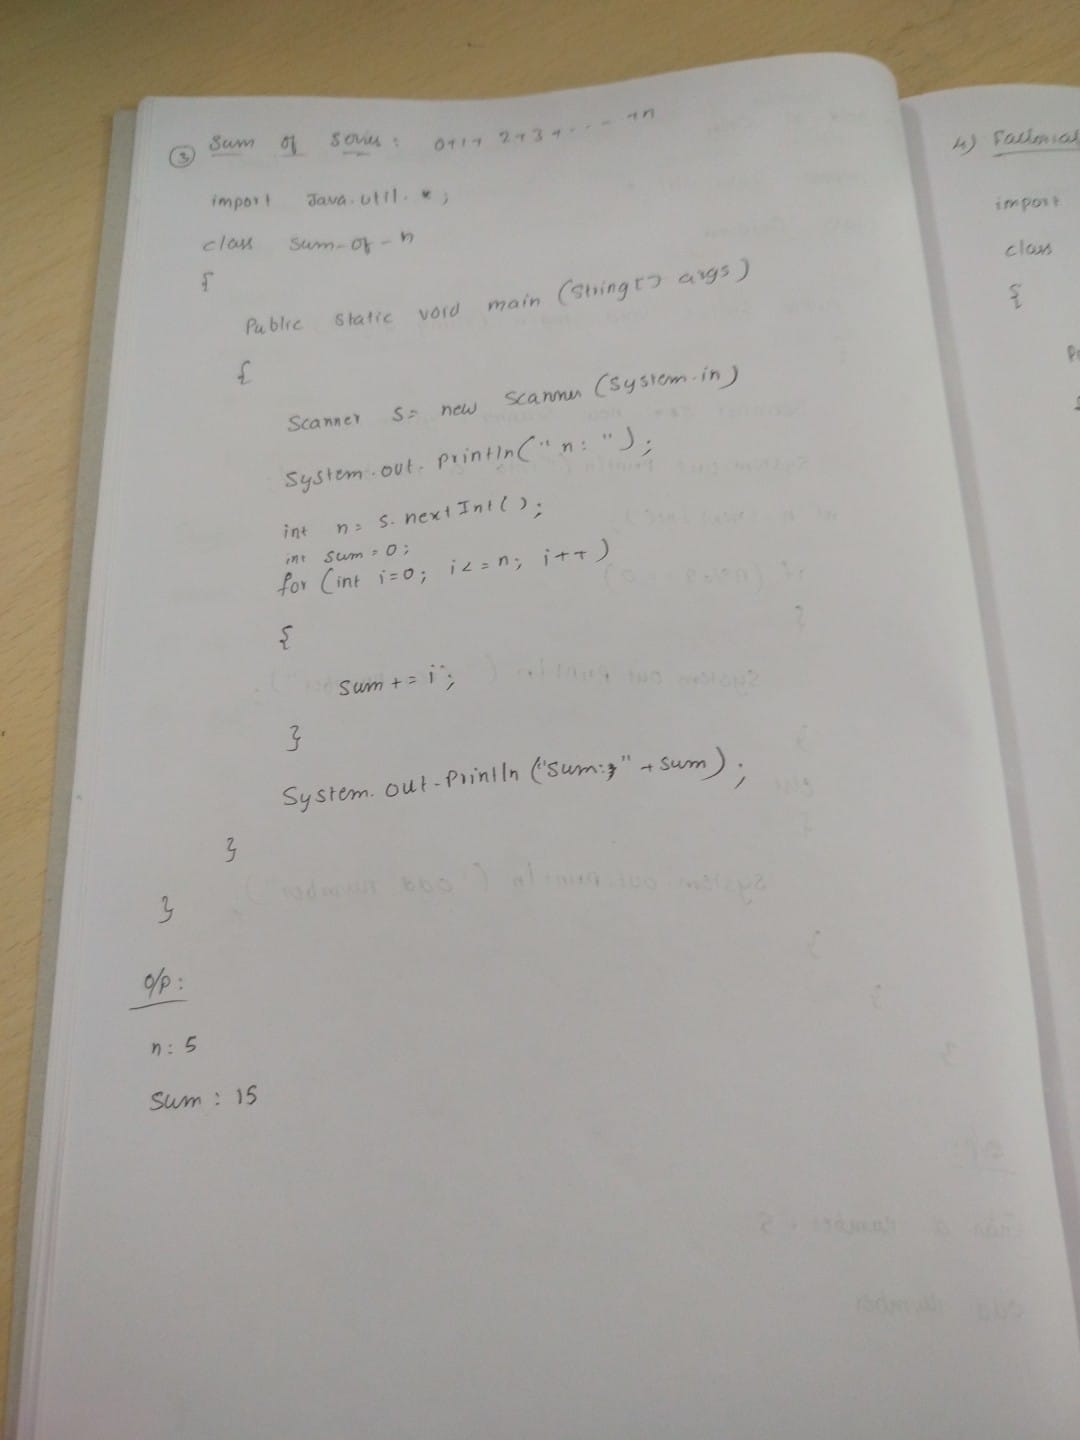 3 Sum of Series : 0+1+ 2+3+ . . . - +n
import Java.util.*;
class sum-of-n
{
Public static void main (String[] args)
{
Scanner s= new Scanner (System.in)
System.out. println(" n: ");
int n= s.nextInt();
int sum = 0;
for (int i=0; i<=n; i++)
{
sum += i;
}
System.out.Println ("Sum:" + sum);
}
}
o/p:
n: 5
Sum : 15
4) Factorial
import
class
{